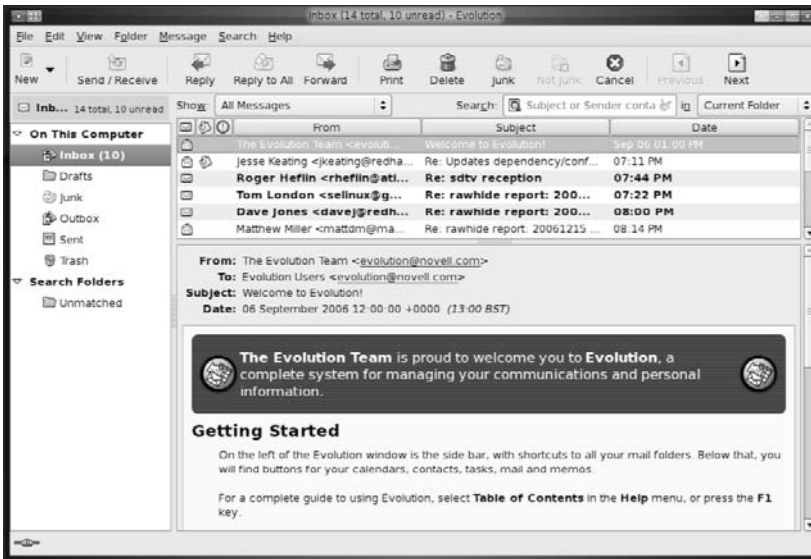 Inbox (14 total, 10 unread) - Evolution
File Edit View Folder Message Search Help
New Send / Receive Reply Reply to All Forward Print Delete Junk Not Junk Cancel Previous Next
Inb... 14 total, 10 unread Show: All Messages Search: Subject or Sender conta in Current Folder
On This Computer
Inbox (10)
Drafts
Junk
Outbox
Sent
Trash
Search Folders
Unmatched
From Subject Date
The Evolution Team <evoluti... Welcome to Evolution! Sep 06 01:00 PM
Jesse Keating <jkeating@redha... Re: Updates dependency/conf... 07:11 PM
Roger Heflin <rheflin@atl... Re: sdtv reception 07:44 PM
Tom London <selinux@g... Re: rawhide report: 200... 07:22 PM
Dave Jones <davej@redh... Re: rawhide report: 200... 08:00 PM
Matthew Miller <mattdm@ma... Re: rawhide report: 20061215 ... 08:14 PM
From: The Evolution Team <evolution@novell.com>
To: Evolution Users <evolution@novell.com>
Subject: Welcome to Evolution!
Date: 06 September 2006 12:00:00 +0000 (13:00 BST)
The Evolution Team is proud to welcome you to Evolution, a
complete system for managing your communications and personal
information.
Getting Started
On the left of the Evolution window is the side bar, with shortcuts to all your mail folders. Below that, you
will find buttons for your calendars, contacts, tasks, mail and memos.
For a complete guide to using Evolution, select Table of Contents in the Help menu, or press the F1
key.